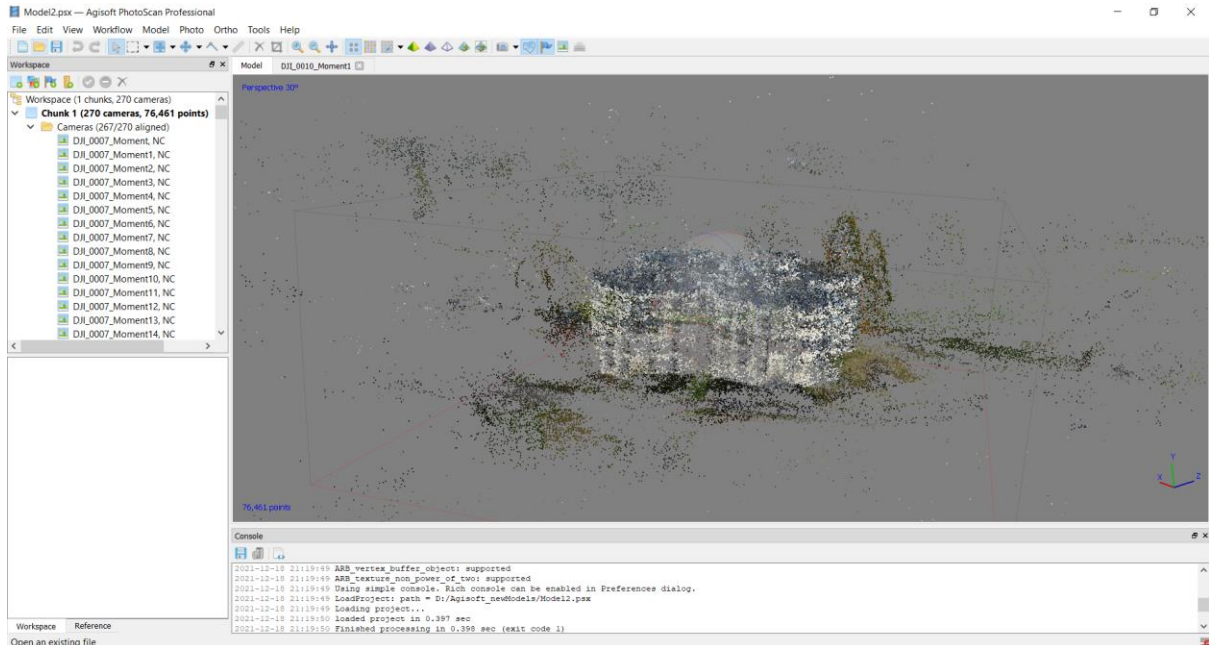 Model2.psx — Agisoft PhotoScan Professional
File Edit View Workflow Model Photo Ortho Tools Help
Workspace
Model DJI_0010_Moment1
Workspace (1 chunks, 270 cameras)
Chunk 1 (270 cameras, 76,461 points)
Cameras (267/270 aligned)
DJI_0007_Moment, NC
DJI_0007_Moment1, NC
DJI_0007_Moment2, NC
DJI_0007_Moment3, NC
DJI_0007_Moment4, NC
DJI_0007_Moment5, NC
DJI_0007_Moment6, NC
DJI_0007_Moment7, NC
DJI_0007_Moment8, NC
DJI_0007_Moment9, NC
DJI_0007_Moment10, NC
DJI_0007_Moment11, NC
DJI_0007_Moment12, NC
DJI_0007_Moment13, NC
DJI_0007_Moment14, NC
Perspective 30°
Y
X
Z
76,461 points
Console
2021-12-18 21:19:49 ARB_vertex_buffer_object: supported
2021-12-18 21:19:49 ARB_texture_non_power_of_two: supported
2021-12-18 21:19:49 Using simple console. Rich console can be enabled in Preferences dialog.
2021-12-18 21:19:49 LoadProject: path = D:/Agisoft_newModels/Model2.psx
2021-12-18 21:19:49 Loading project...
2021-12-18 21:19:50 loaded project in 0.397 sec
2021-12-18 21:19:50 Finished processing in 0.398 sec (exit code 1)
Workspace Reference
Open an existing file